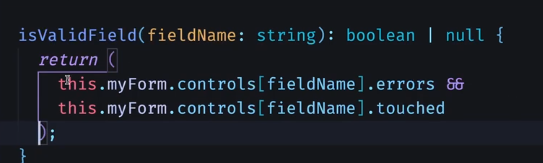 isValidField(fieldName: string): boolean | null {
return (
this.myForm.controls[fieldName].errors &&
this.myForm.controls[fieldName].touched
);
}